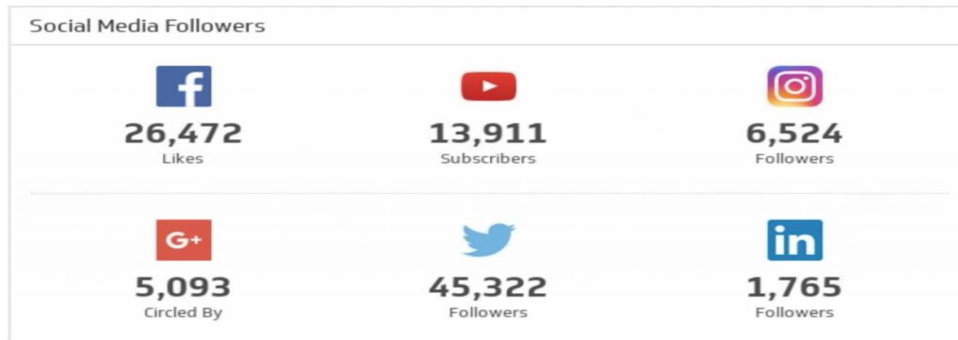 Social Media Followers
f
26,472 13,911 6,524
Likes Subscribers Followers
G+ in
5,093 45,322 1,765
Circled By Followers Followers